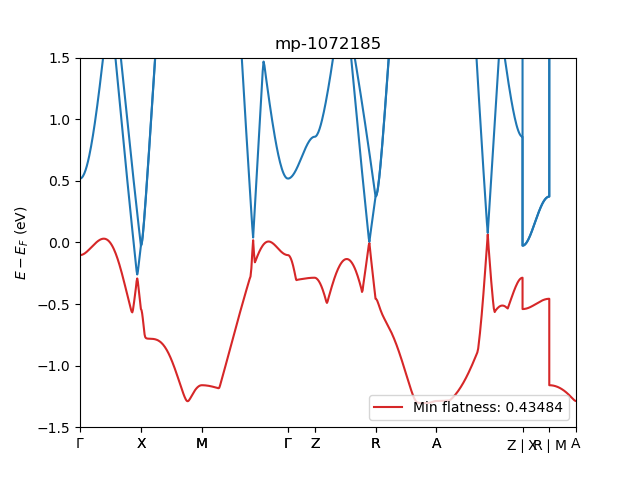 mp-1072185
1.5
1.0
0.5
0.0
−0.5
−1.0
−1.5
E − E_F (eV)
Min flatness: 0.43484
Γ X M Γ Z R A Z | X R | M A